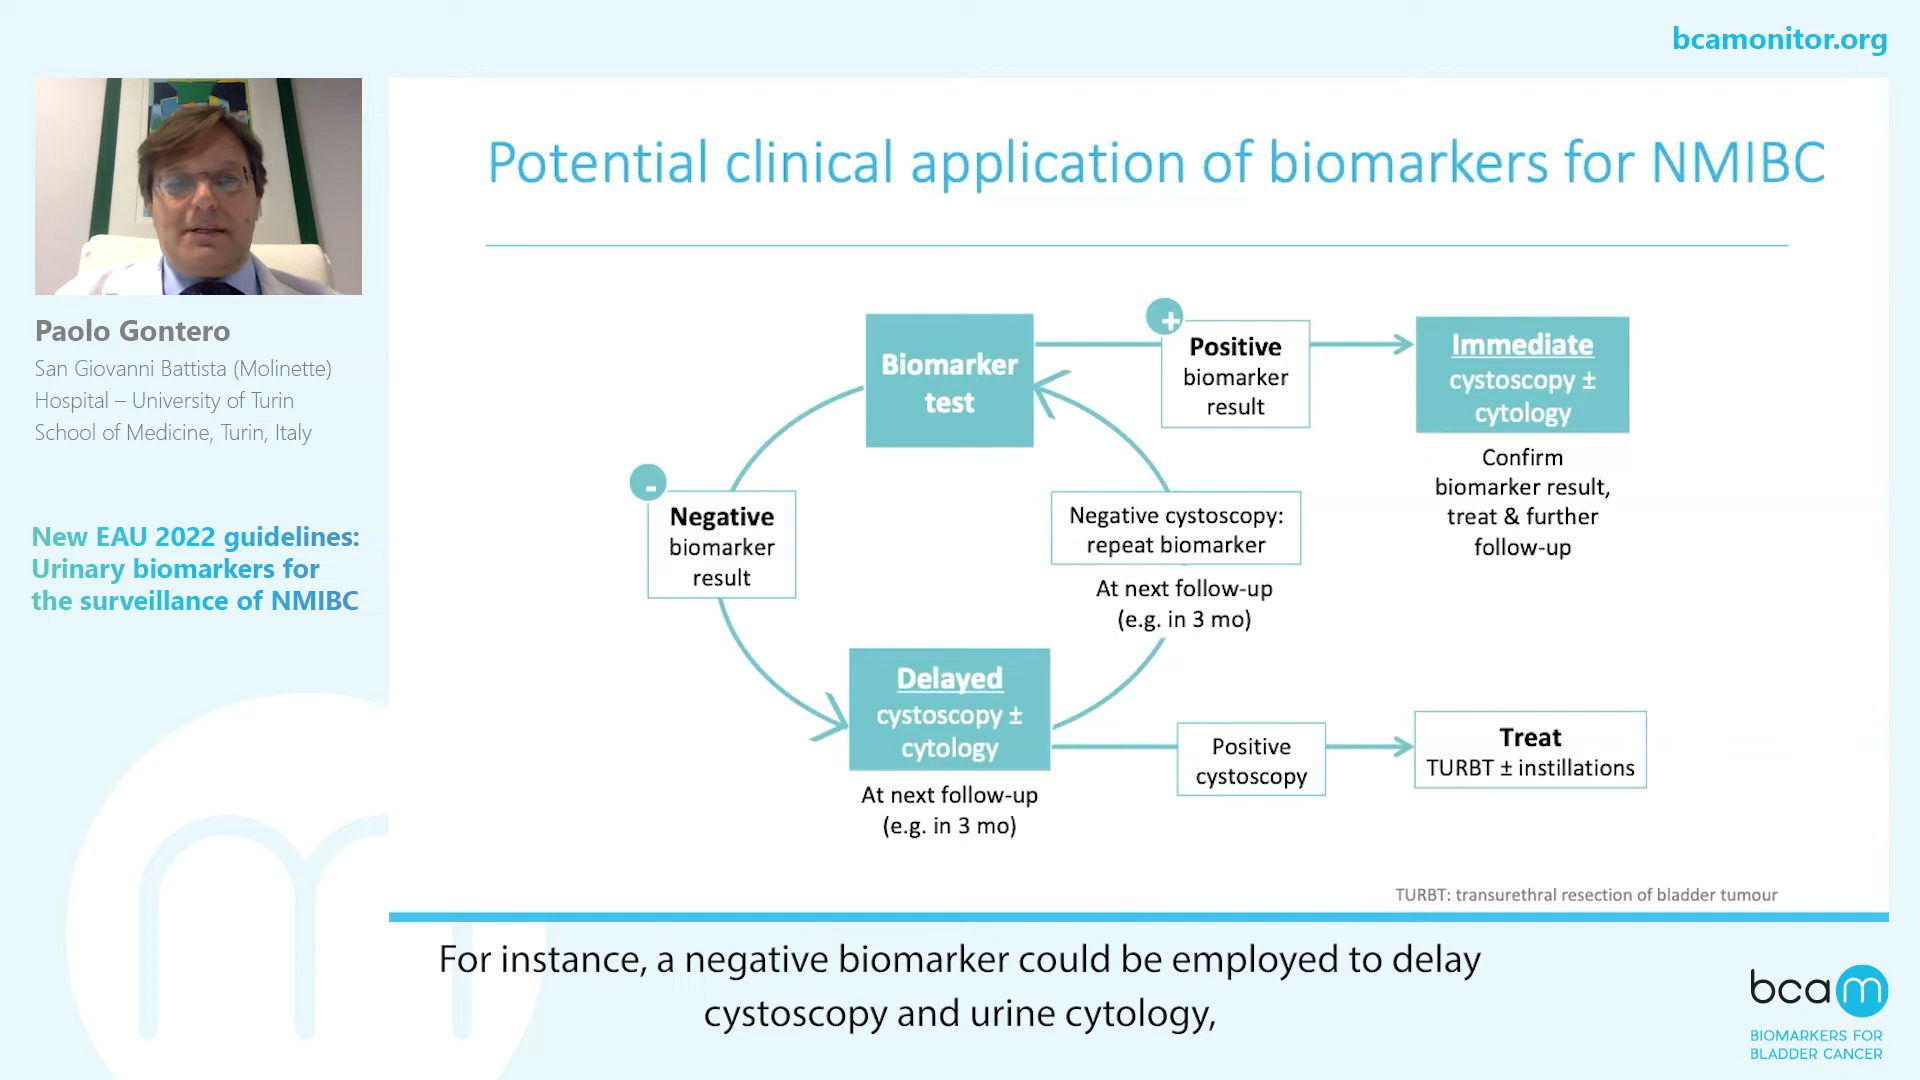 bcamonitor.org
Paolo Gontero
San Giovanni Battista (Molinette)
Hospital – University of Turin
School of Medicine, Turin, Italy
New EAU 2022 guidelines:
Urinary biomarkers for
the surveillance of NMIBC
Potential clinical application of biomarkers for NMIBC
Biomarker
test
+
Positive
biomarker
result
Immediate
cystoscopy ±
cytology
Confirm
biomarker result,
treat & further
follow-up
-
Negative
biomarker
result
Negative cystoscopy:
repeat biomarker
At next follow-up
(e.g. in 3 mo)
Delayed
cystoscopy ±
cytology
At next follow-up
(e.g. in 3 mo)
Positive
cystoscopy
Treat
TURBT ± instillations
TURBT: transurethral resection of bladder tumour
For instance, a negative biomarker could be employed to delay
cystoscopy and urine cytology,
bcam
BIOMARKERS FOR
BLADDER CANCER